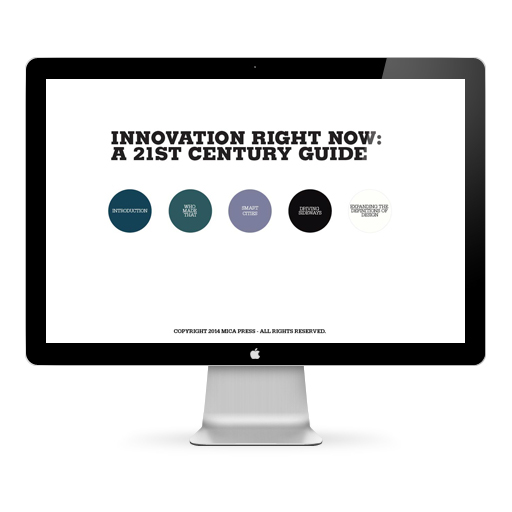 INNOVATION RIGHT NOW:
A 21ST CENTURY GUIDE
INTRODUCTION
WHO
MADE
THAT
SMART
CITIES
DRIVING
SIDEWAYS
EXPANDING THE
DEFINITIONS OF
DESIGN
COPYRIGHT 2014 MICA PRESS - ALL RIGHTS RESERVED.